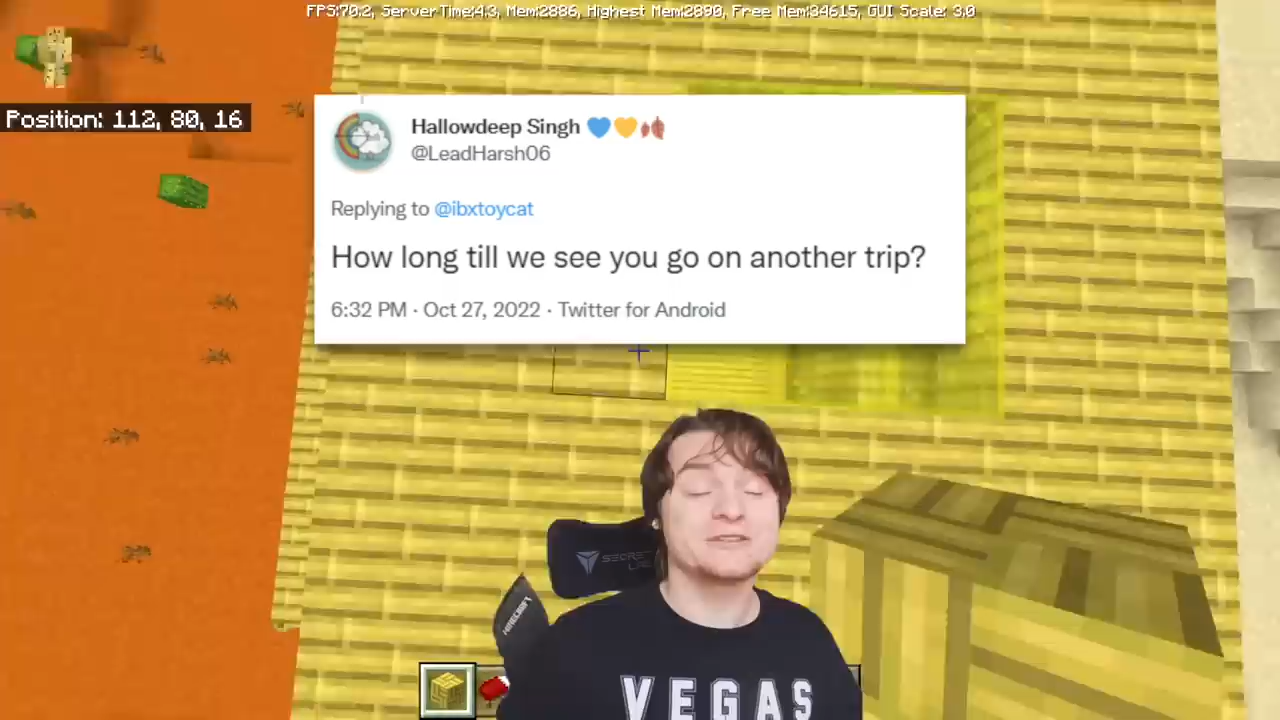 FPS:70.2, ServerTime:4.3, Mem:2886, Highest Mem:2890, Free Mem:34615, GUI Scale: 3.0
Position: 112, 80, 16
Hallowdeep Singh 💙💛🍂
@LeadHarsh06
Replying to @ibxtoycat
How long till we see you go on another trip?
6:32 PM · Oct 27, 2022 · Twitter for Android
MINECRAFT
VEGAS